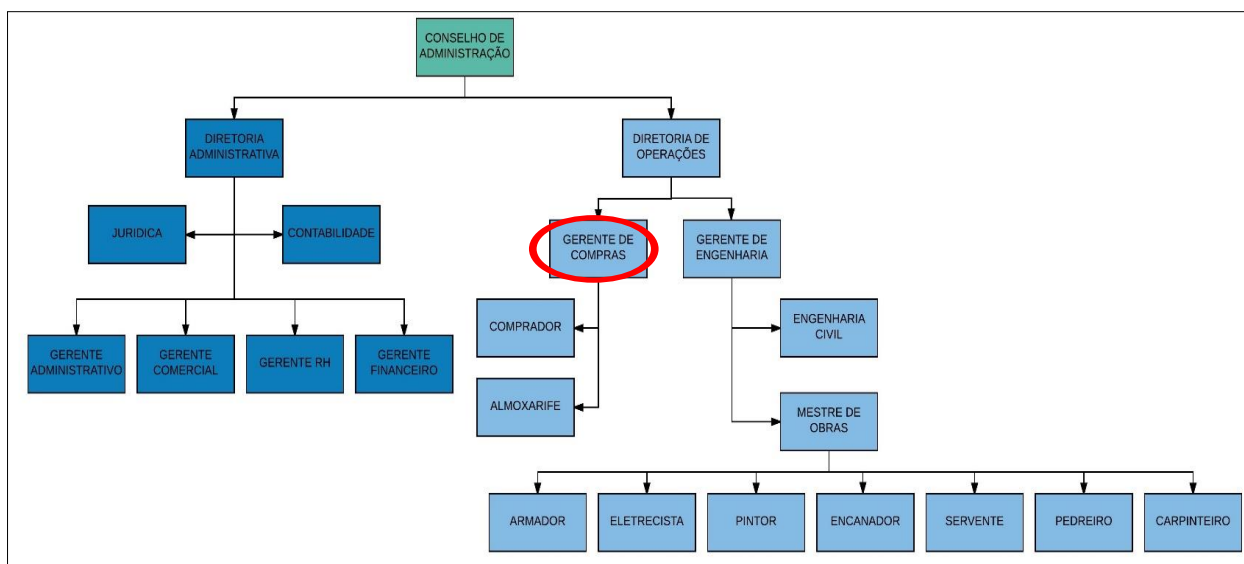 CONSELHO DE
ADMINISTRAÇÃO
DIRETORIA
ADMINISTRATIVA
DIRETORIA DE
OPERAÇÕES
JURIDICA
CONTABILIDADE
GERENTE DE
COMPRAS
GERENTE DE
ENGENHARIA
COMPRADOR
ENGENHARIA
CIVIL
GERENTE
ADMINISTRATIVO
GERENTE
COMERCIAL
GERENTE RH
GERENTE
FINANCEIRO
ALMOXARIFE
MESTRE DE
OBRAS
ARMADOR
ELETRECISTA
PINTOR
ENCANADOR
SERVENTE
PEDREIRO
CARPINTEIRO